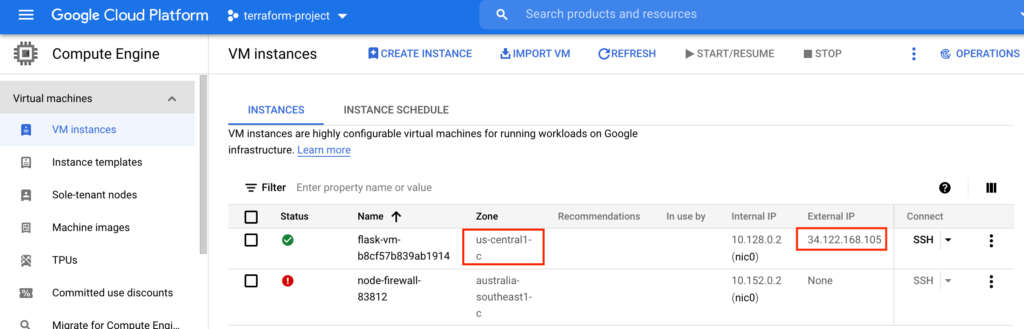 Google Cloud Platform
terraform-project
Search products and resources
Compute Engine
VM instances
CREATE INSTANCE
IMPORT VM
REFRESH
START/RESUME
STOP
OPERATIONS
Virtual machines
VM instances
Instance templates
Sole-tenant nodes
Machine images
TPUs
Committed use discounts
Migrate for Compute Engi...
INSTANCES
INSTANCE SCHEDULE
VM instances are highly configurable virtual machines for running workloads on Google
infrastructure. Learn more
Filter Enter property name or value
Status Name Zone Recommendations In use by Internal IP External IP Connect
flask-vm- us-central1- 10.128.0.2 34.122.168.105 SSH
b8cf57b839ab1914 c (nic0)
node-firewall- australia- 10.152.0.2 None SSH
83812 southeast1- (nic0)
c